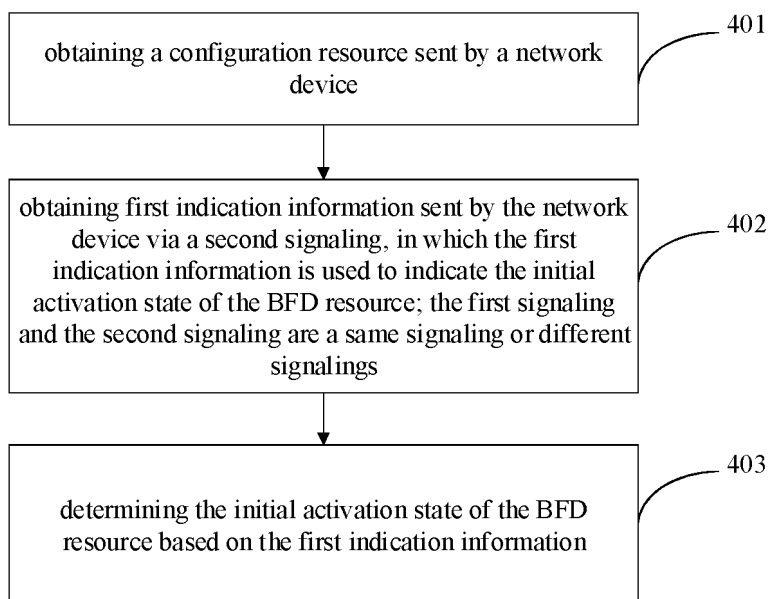 obtaining a configuration resource sent by a network
device
401
obtaining first indication information sent by the network
device via a second signaling, in which the first
indication information is used to indicate the initial
activation state of the BFD resource; the first signaling
and the second signaling are a same signaling or different
signalings
402
determining the initial activation state of the BFD
resource based on the first indication information
403